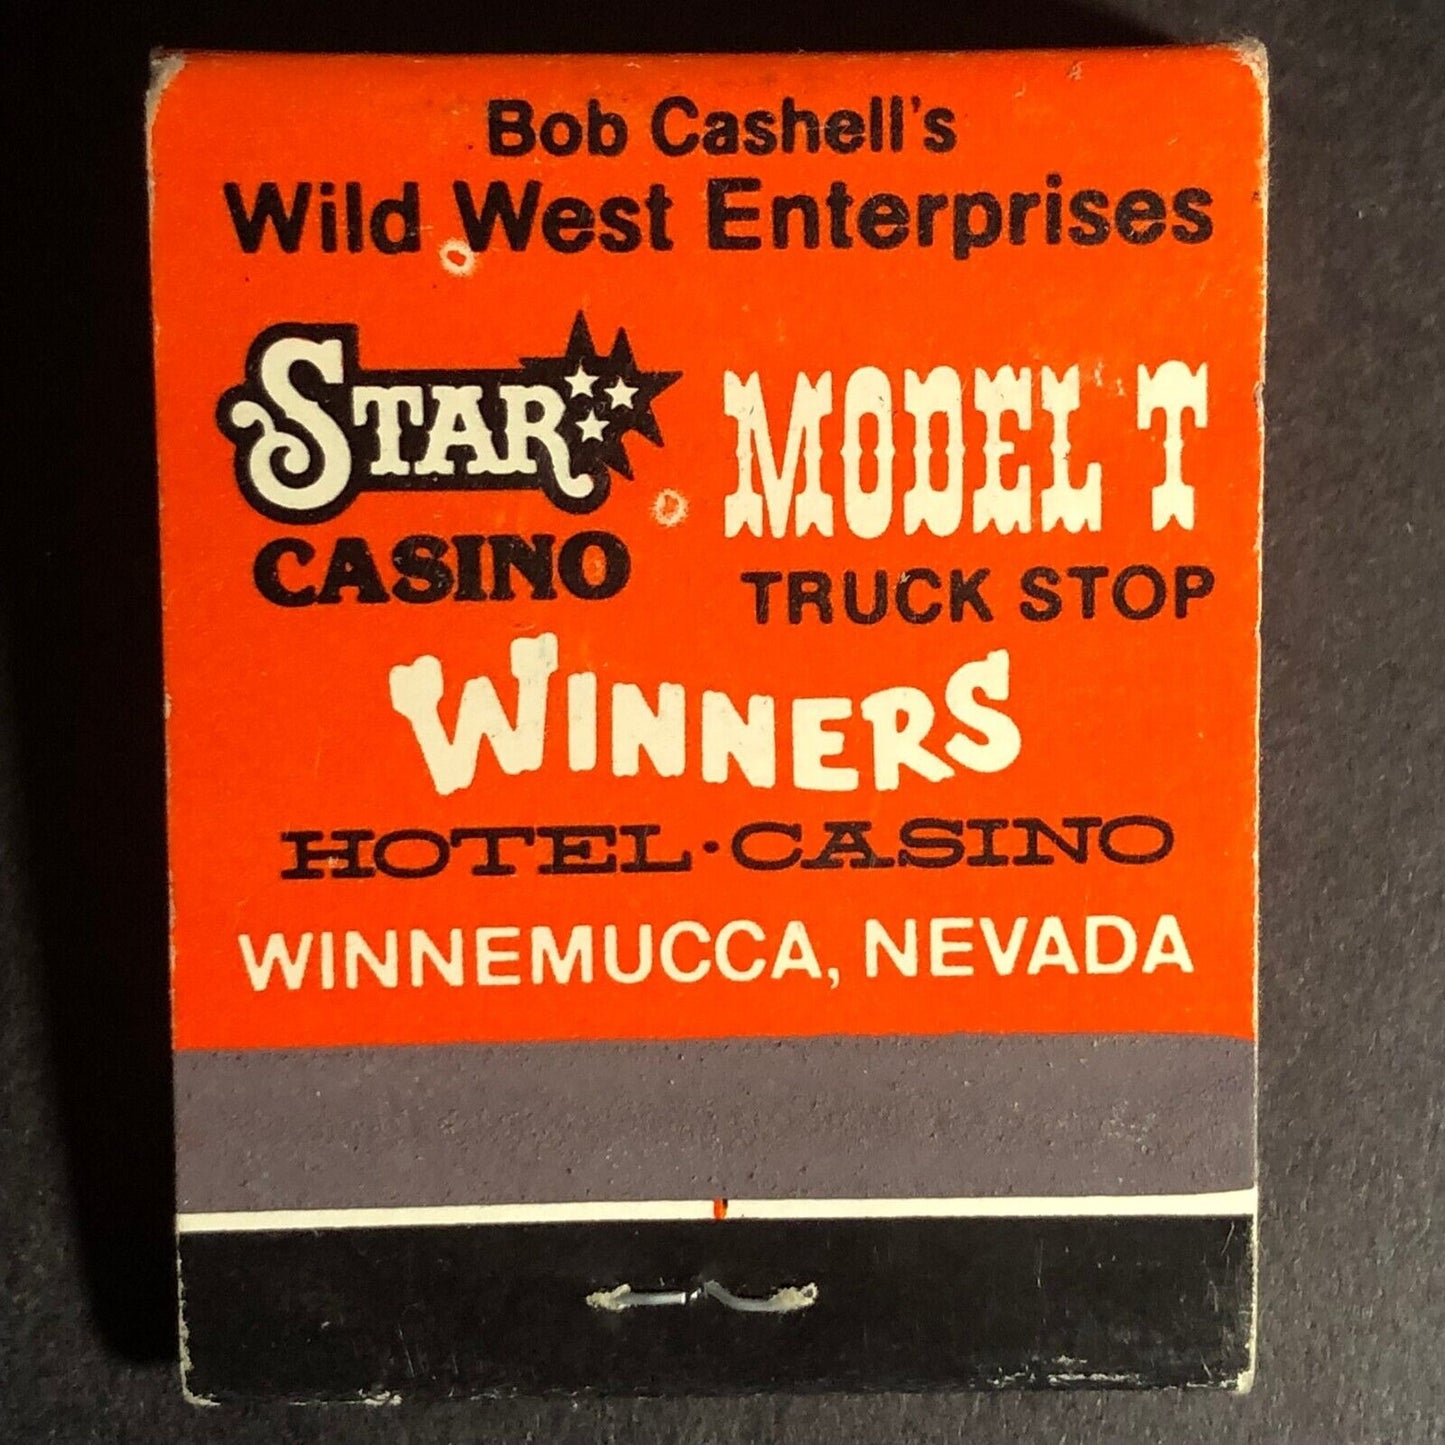 Bob Cashell's
Wild West Enterprises
STAR
CASINO
MODEL T
TRUCK STOP
WINNERS
HOTEL·CASINO
WINNEMUCCA, NEVADA